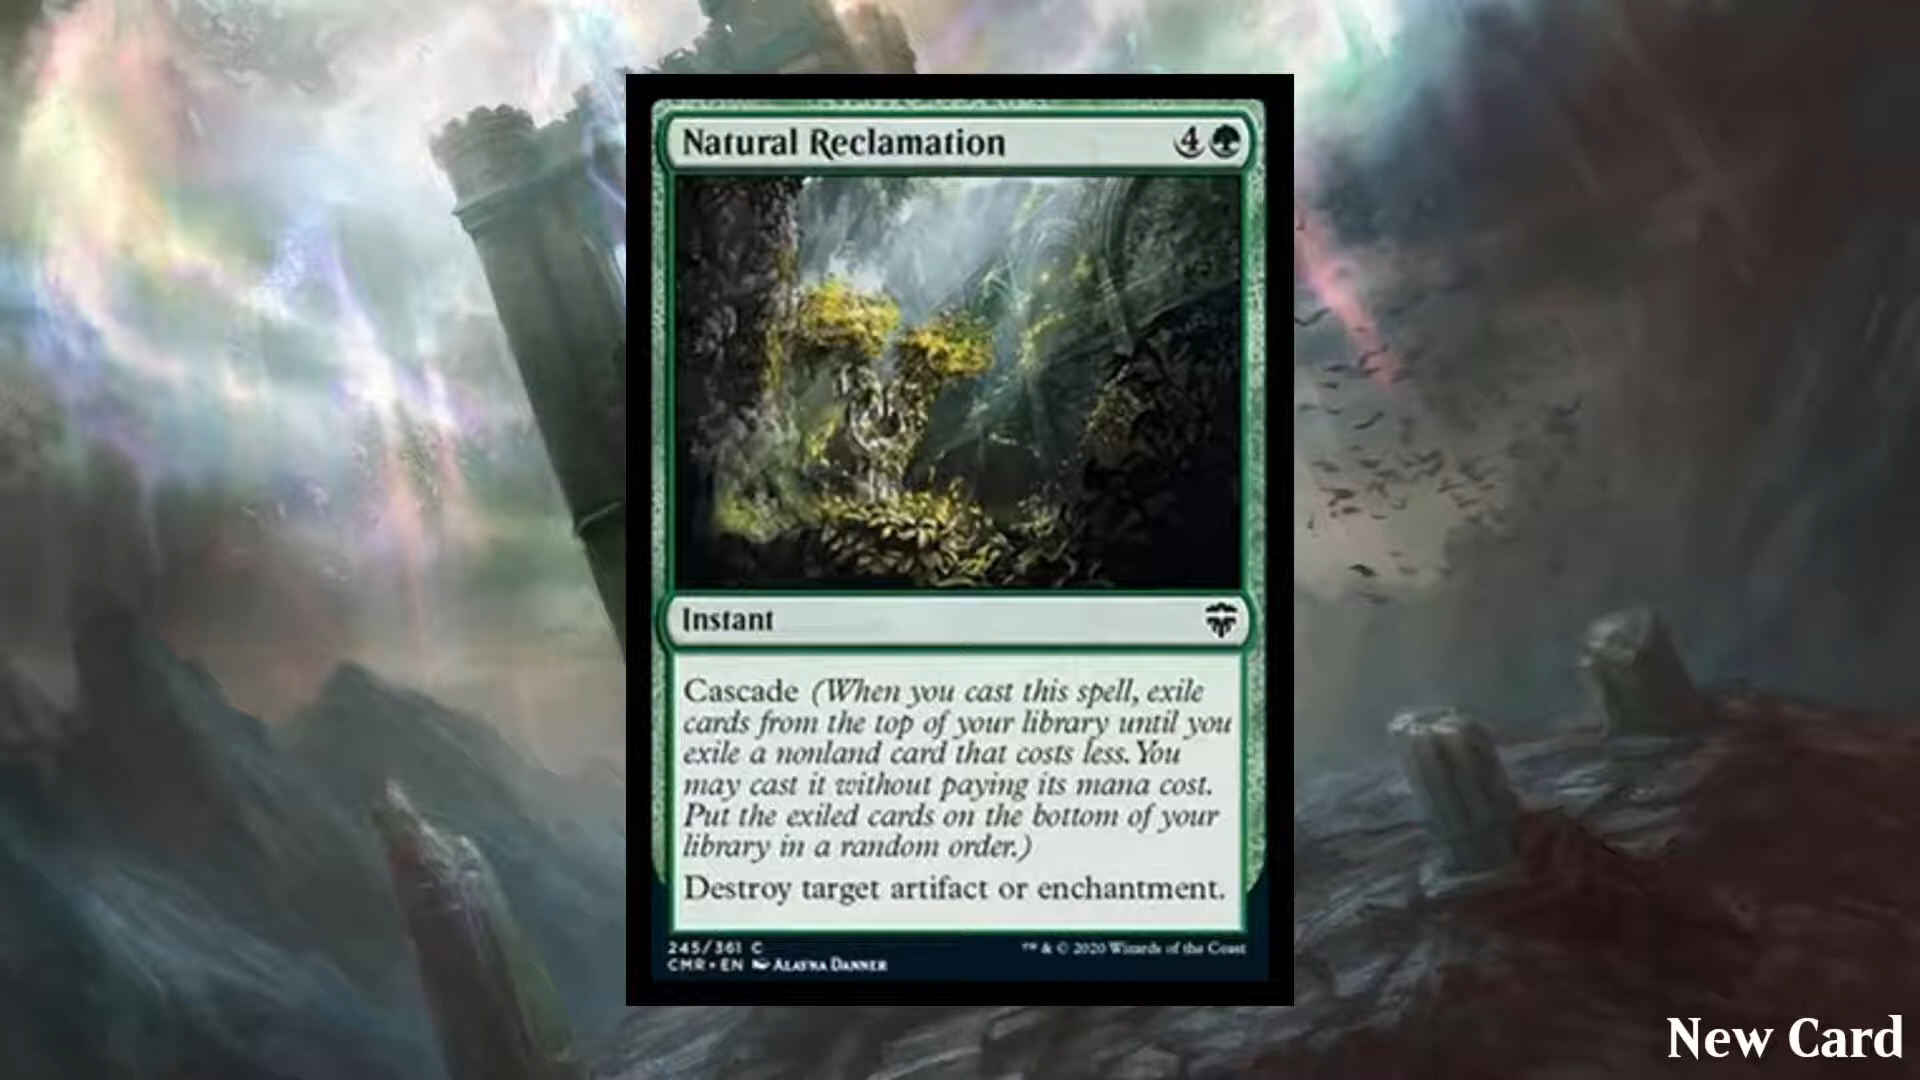 Natural Reclamation 4
Instant
Cascade (When you cast this spell, exile
cards from the top of your library until you
exile a nonland card that costs less. You
may cast it without paying its mana cost.
Put the exiled cards on the bottom of your
library in a random order.)
Destroy target artifact or enchantment.
245/361 C
™ & © 2020 Wizards of the Coast
CMR • EN Alayna Danner
New Card